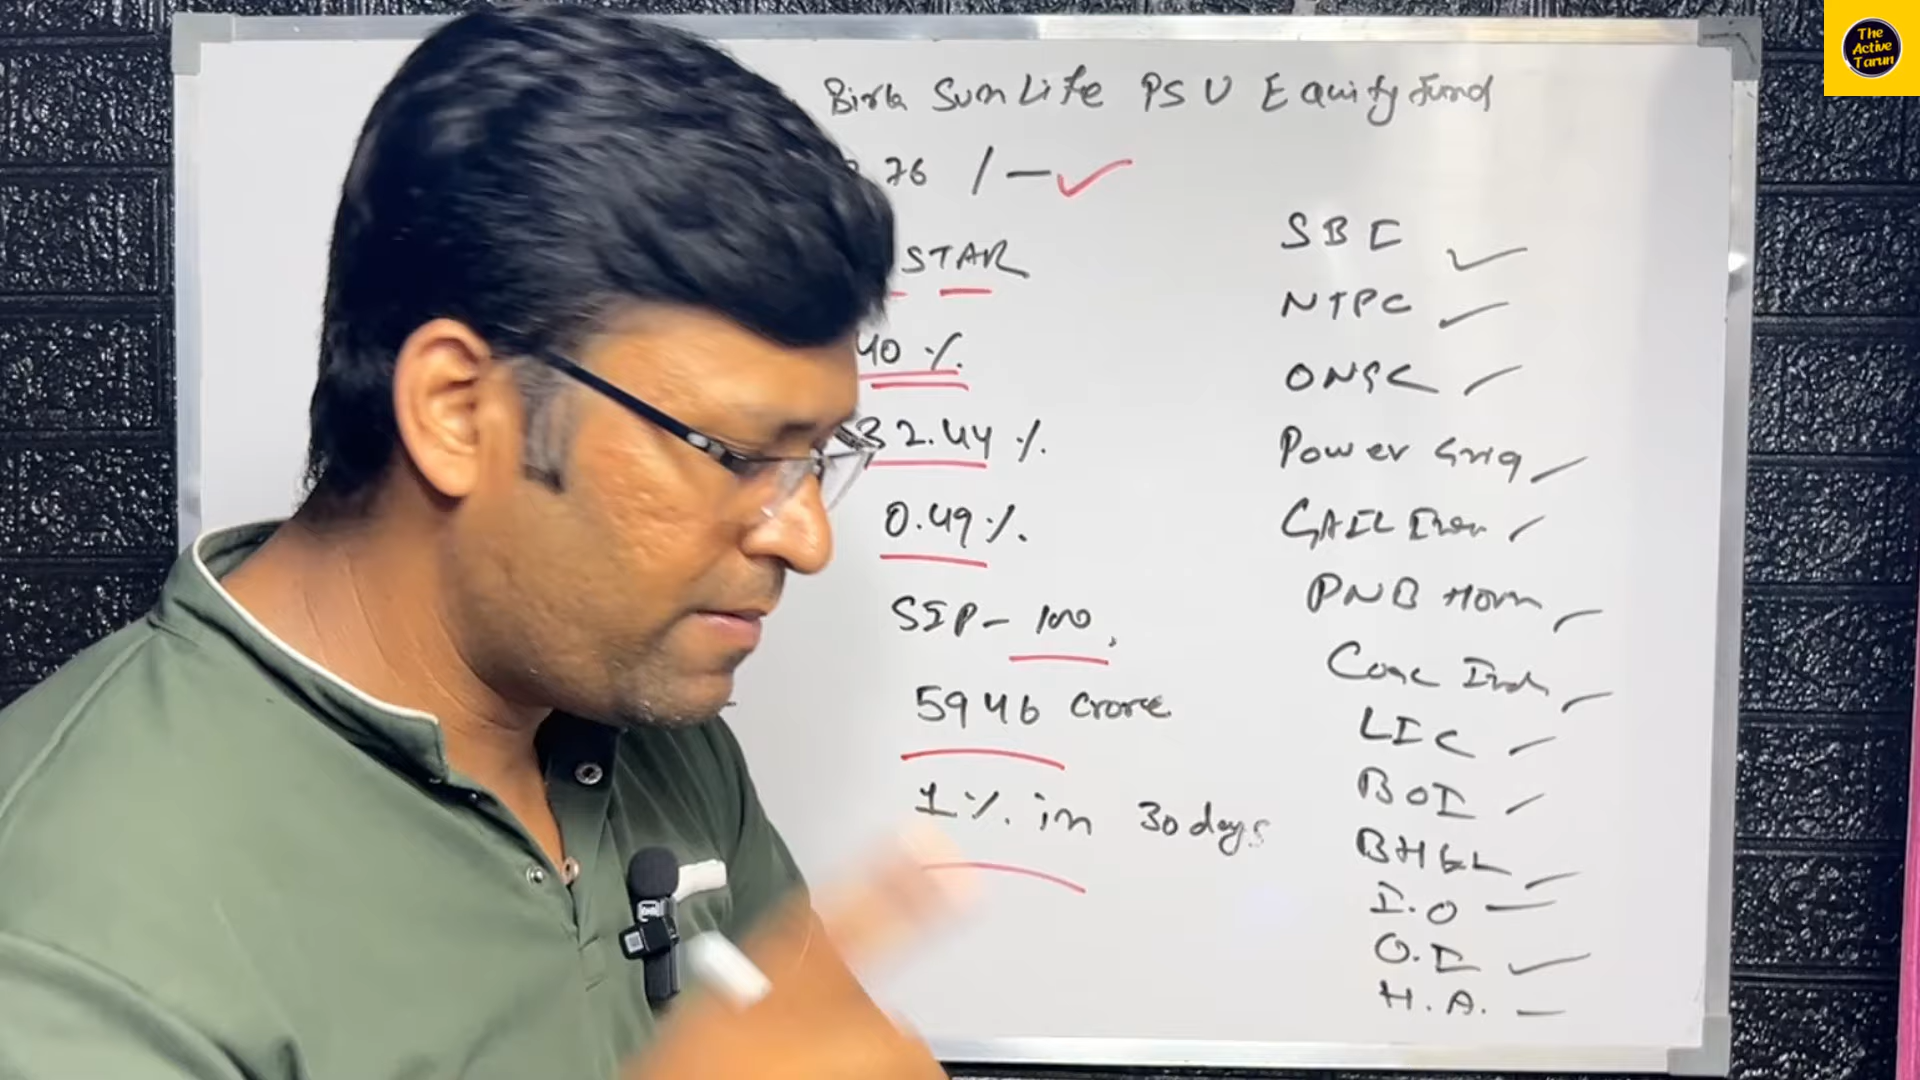 Birla Sun Life PSU Equity Fund
76 /-
STAR
40 %.
32.44 %.
0.49 %.
SIP - 100
5946 Crore
1 %. in 30 days
SBI
NTPC
ONGC
Power Grid
GAIL
PNB
LIC
BOI
BHEL
I.O
O.I
H.A.
The
Active
Tarun